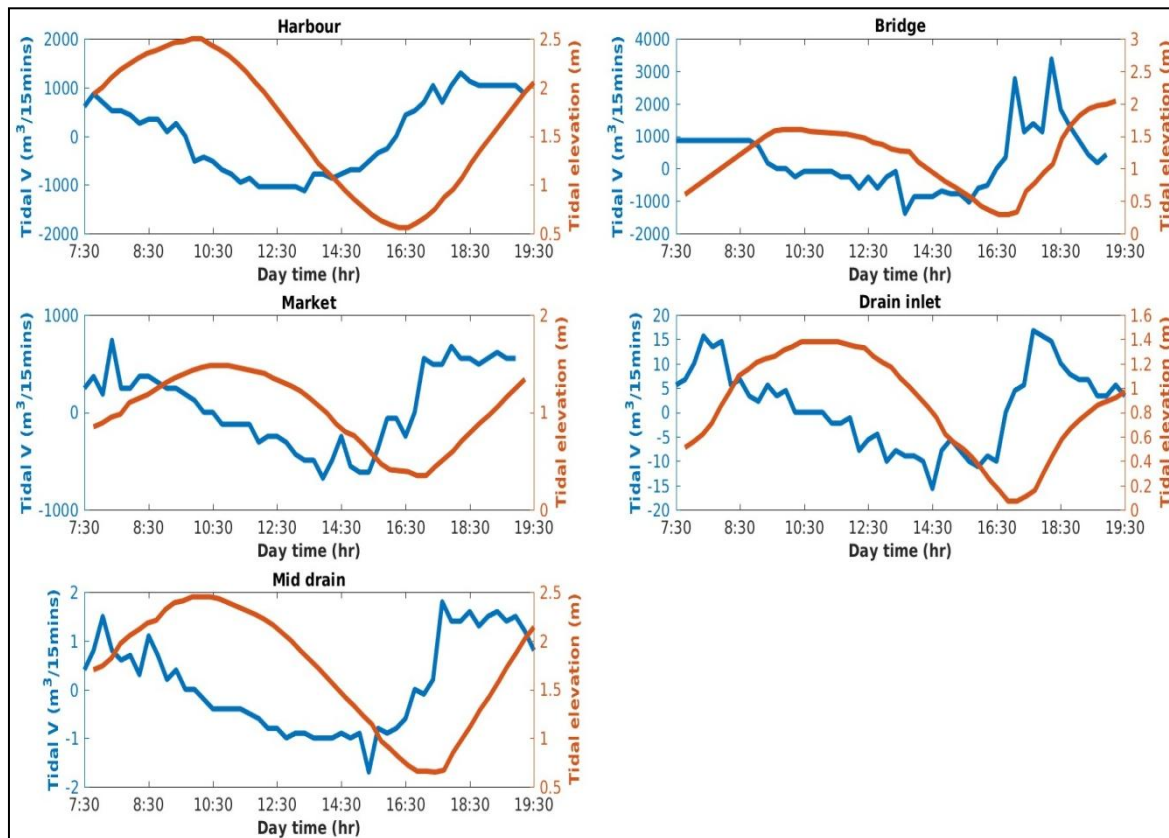 Harbour
Tidal V (m³/15mins)
2000
1000
0
-1000
-2000
Tidal elevation (m)
2.5
2
1.5
1
0.5
7:30 8:30 10:30 12:30 14:30 16:30 18:30 19:30
Day time (hr)
Bridge
Tidal V (m³/15mins)
4000
3000
2000
1000
0
-1000
-2000
Tidal elevation (m)
3
2.5
2
1.5
1
0.5
0
7:30 8:30 10:30 12:30 14:30 16:30 18:30 19:30
Day time (hr)
Market
Tidal V (m³/15mins)
1000
0
-1000
Tidal elevation (m)
2
1
0
7:30 8:30 10:30 12:30 14:30 16:30 18:30 19:30
Day time (hr)
Drain inlet
Tidal V (m³/15mins)
20
15
10
5
0
-5
-10
-15
-20
Tidal elevation (m)
1.6
1.4
1.2
1
0.8
0.6
0.4
0.2
0
7:30 8:30 10:30 12:30 14:30 16:30 18:30 19:30
Day time (hr)
Mid drain
Tidal V (m³/15mins)
2
1
0
-1
-2
Tidal elevation (m)
2.5
2
1.5
1
0.5
7:30 8:30 10:30 12:30 14:30 16:30 18:30 19:30
Day time (hr)